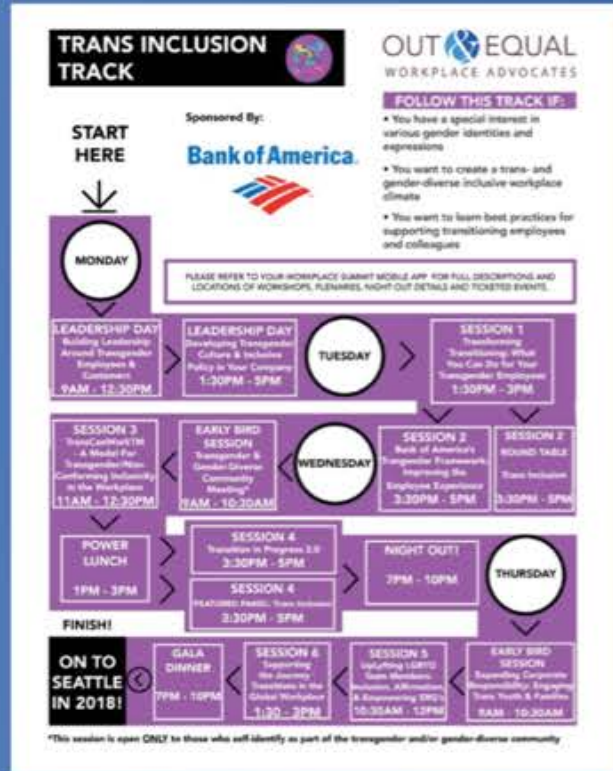 TRANS INCLUSION
TRACK
OUT & EQUAL
WORKPLACE ADVOCATES
START
HERE
Sponsored By:
Bank of America
FOLLOW THIS TRACK IF:
• You have a special interest in
various gender identities and
expressions
• You want to create a trans- and
gender-diverse inclusive workplace
climate
• You want to learn best practices for
supporting transitioning employees
and colleagues
MONDAY
PLEASE REFER TO YOUR WORKPLACE SUMMIT MOBILE APP FOR FULL DESCRIPTIONS AND
LOCATIONS OF WORKSHOPS, PLENARIES, NIGHT OUT DETAILS AND TICKETED EVENTS.
LEADERSHIP DAY
Building Leadership
Around Transgender
Employees &
Customers
9AM - 12:30PM
LEADERSHIP DAY
Developing Transgender
Culture & Inclusive
Policy in Your Company
1:30PM - 5PM
TUESDAY
SESSION 1
Transforming
Transitioning: What
You Can Do for Your
Transgender Employees
1:30PM - 3PM
SESSION 3
TransCanWorkTM
- A Model For
Transgender/Non-
Conforming Inclusivity
in the Workplace
11AM - 12:30PM
EARLY BIRD
SESSION
Transgender &
Gender-Diverse
Community
Meeting*
9AM - 10:30AM
WEDNESDAY
SESSION 2
Bank of America's
Transgender Framework:
Improving the
Employee Experience
3:30PM - 5PM
SESSION 2
ROUND TABLE
Trans Inclusion
3:30PM - 5PM
POWER
LUNCH
1PM - 3PM
SESSION 4
Transition in Progress 2.0
3:30PM - 5PM
SESSION 4
FEATURED PANEL: Trans Inclusion
3:30PM - 5PM
NIGHT OUT!
7PM - 10PM
THURSDAY
FINISH!
ON TO
SEATTLE
IN 2018!
GALA
DINNER
7PM - 10PM
SESSION 6
Supporting
the Journey
Transitions in the
Global Workplace
1:30 - 3PM
SESSION 5
Uplifting LGBTQ
Team Members
& Empowering ERG's
10:30AM - 12PM
EARLY BIRD
SESSION
Expanding Corporate
Trans Youth & Families
9AM - 10:30AM
*This session is open ONLY to those who self-identify as part of the transgender and/or gender-diverse community